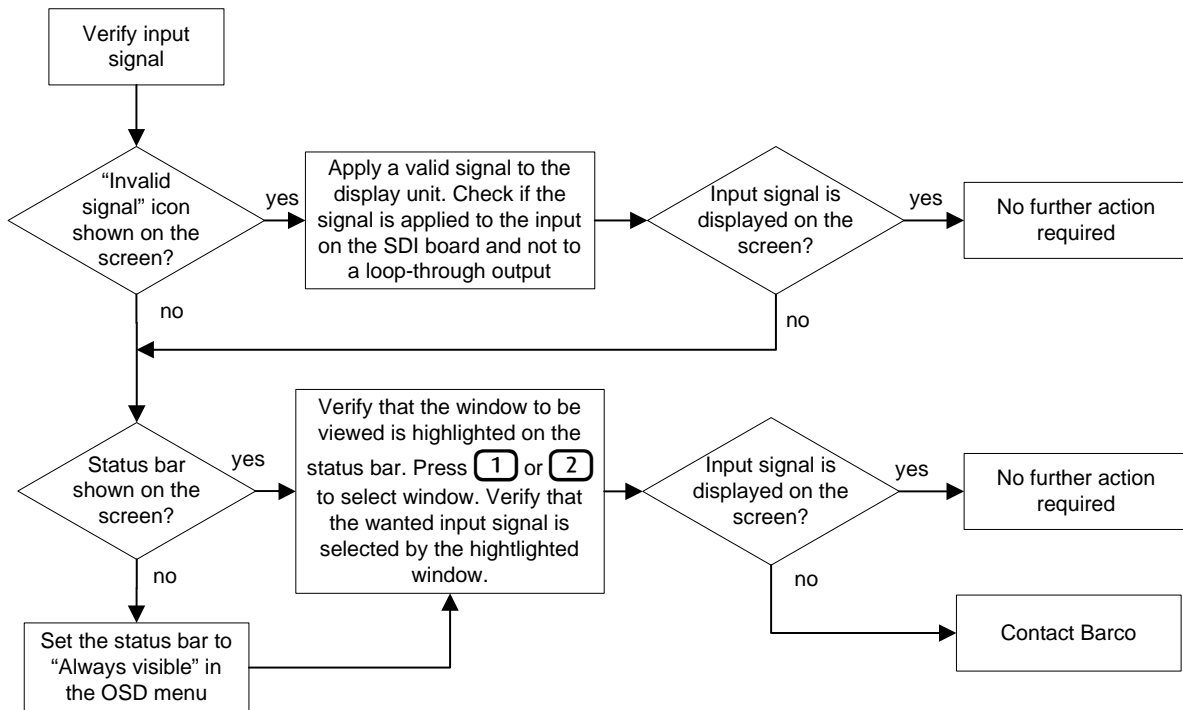 Verify input
signal
“Invalid
signal” icon
shown on the
screen?
yes
Apply a valid signal to the
display unit. Check if the
signal is applied to the input
on the SDI board and not to
a loop-through output
Input signal is
displayed on the
screen?
yes
No further action
required
no
no
Status bar
shown on the
screen?
yes
Verify that the window to be
viewed is highlighted on the
status bar. Press 1 or 2
to select window. Verify that
the wanted input signal is
selected by the hightlighted
window.
Input signal is
displayed on the
screen?
yes
No further action
required
no
no
Contact Barco
Set the status bar to
“Always visible” in
the OSD menu